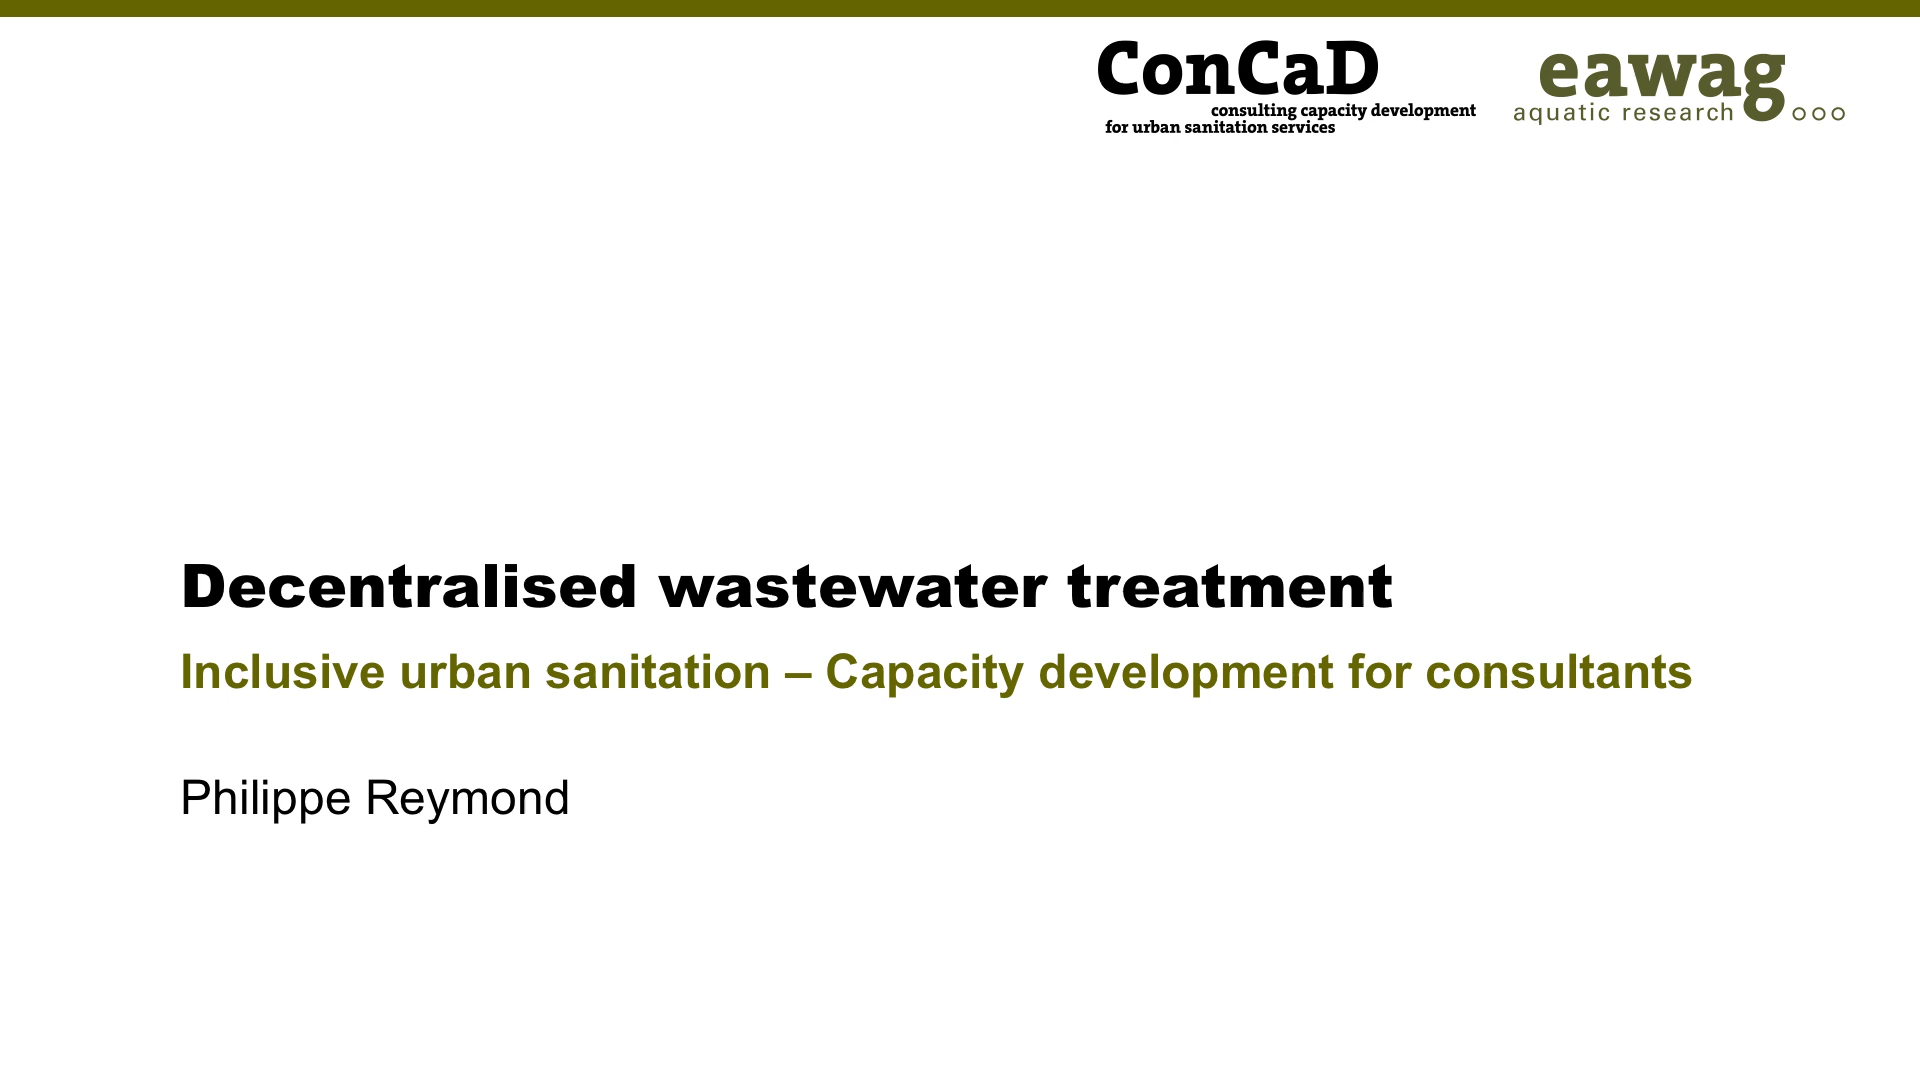 ConCaD
consulting capacity development
for urban sanitation services
eawag
aquatic research
Decentralised wastewater treatment
Inclusive urban sanitation – Capacity development for consultants
Philippe Reymond